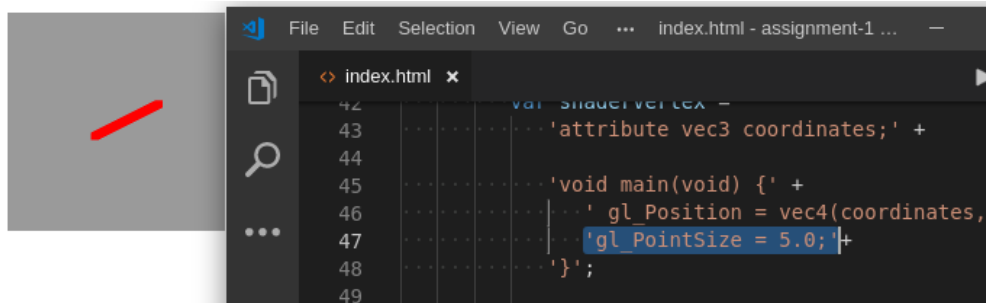 File Edit Selection View Go ··· index.html - assignment-1 ...
<> index.html ×
42 var shaderVertex =
43 'attribute vec3 coordinates;' +
44
45 'void main(void) {' +
46 ' gl_Position = vec4(coordinates,
47 'gl_PointSize = 5.0;'+
48 '}';
49